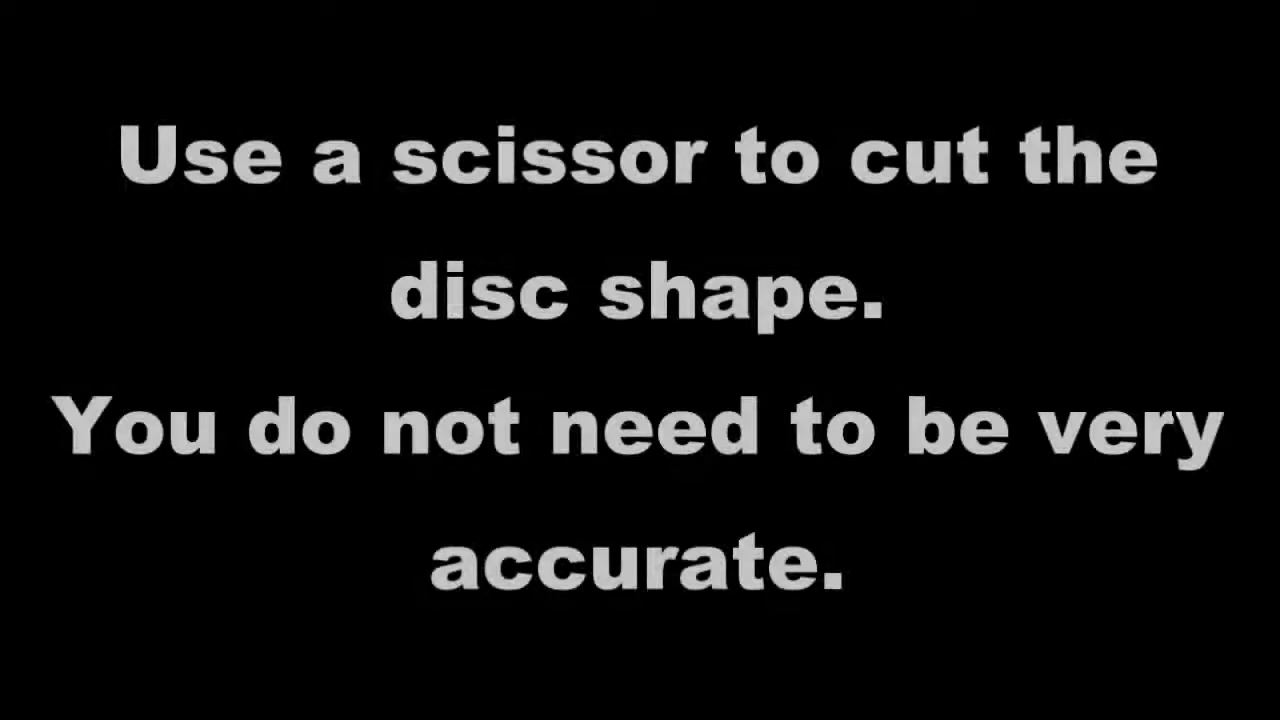 Use a scissor to cut the
disc shape.
You do not need to be very
accurate.